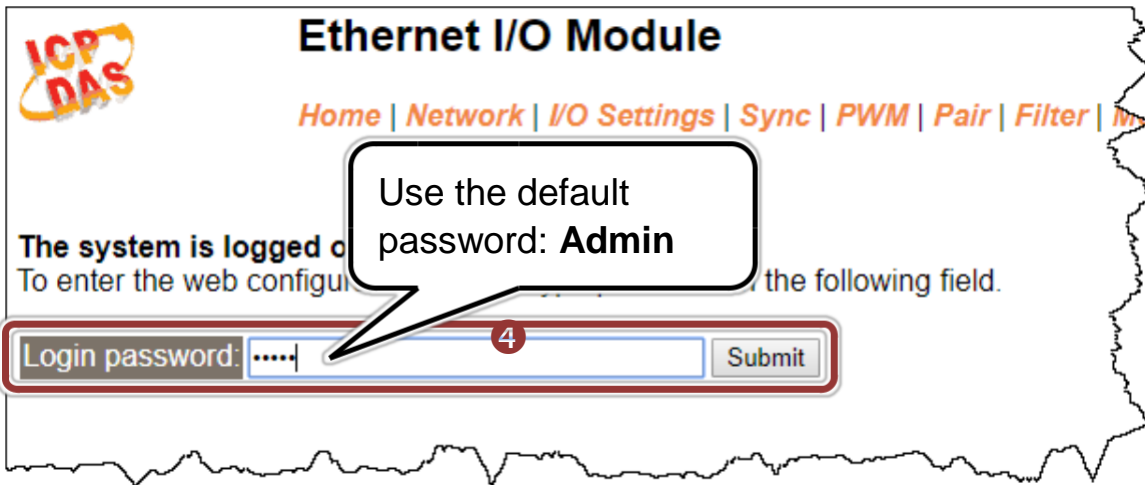 ICP
DAS
Ethernet I/O Module
Home | Network | I/O Settings | Sync | PWM | Pair | Filter |
Use the default
password: Admin
The system is logged
To enter the web the following field.
4
Login password: ••••• Submit